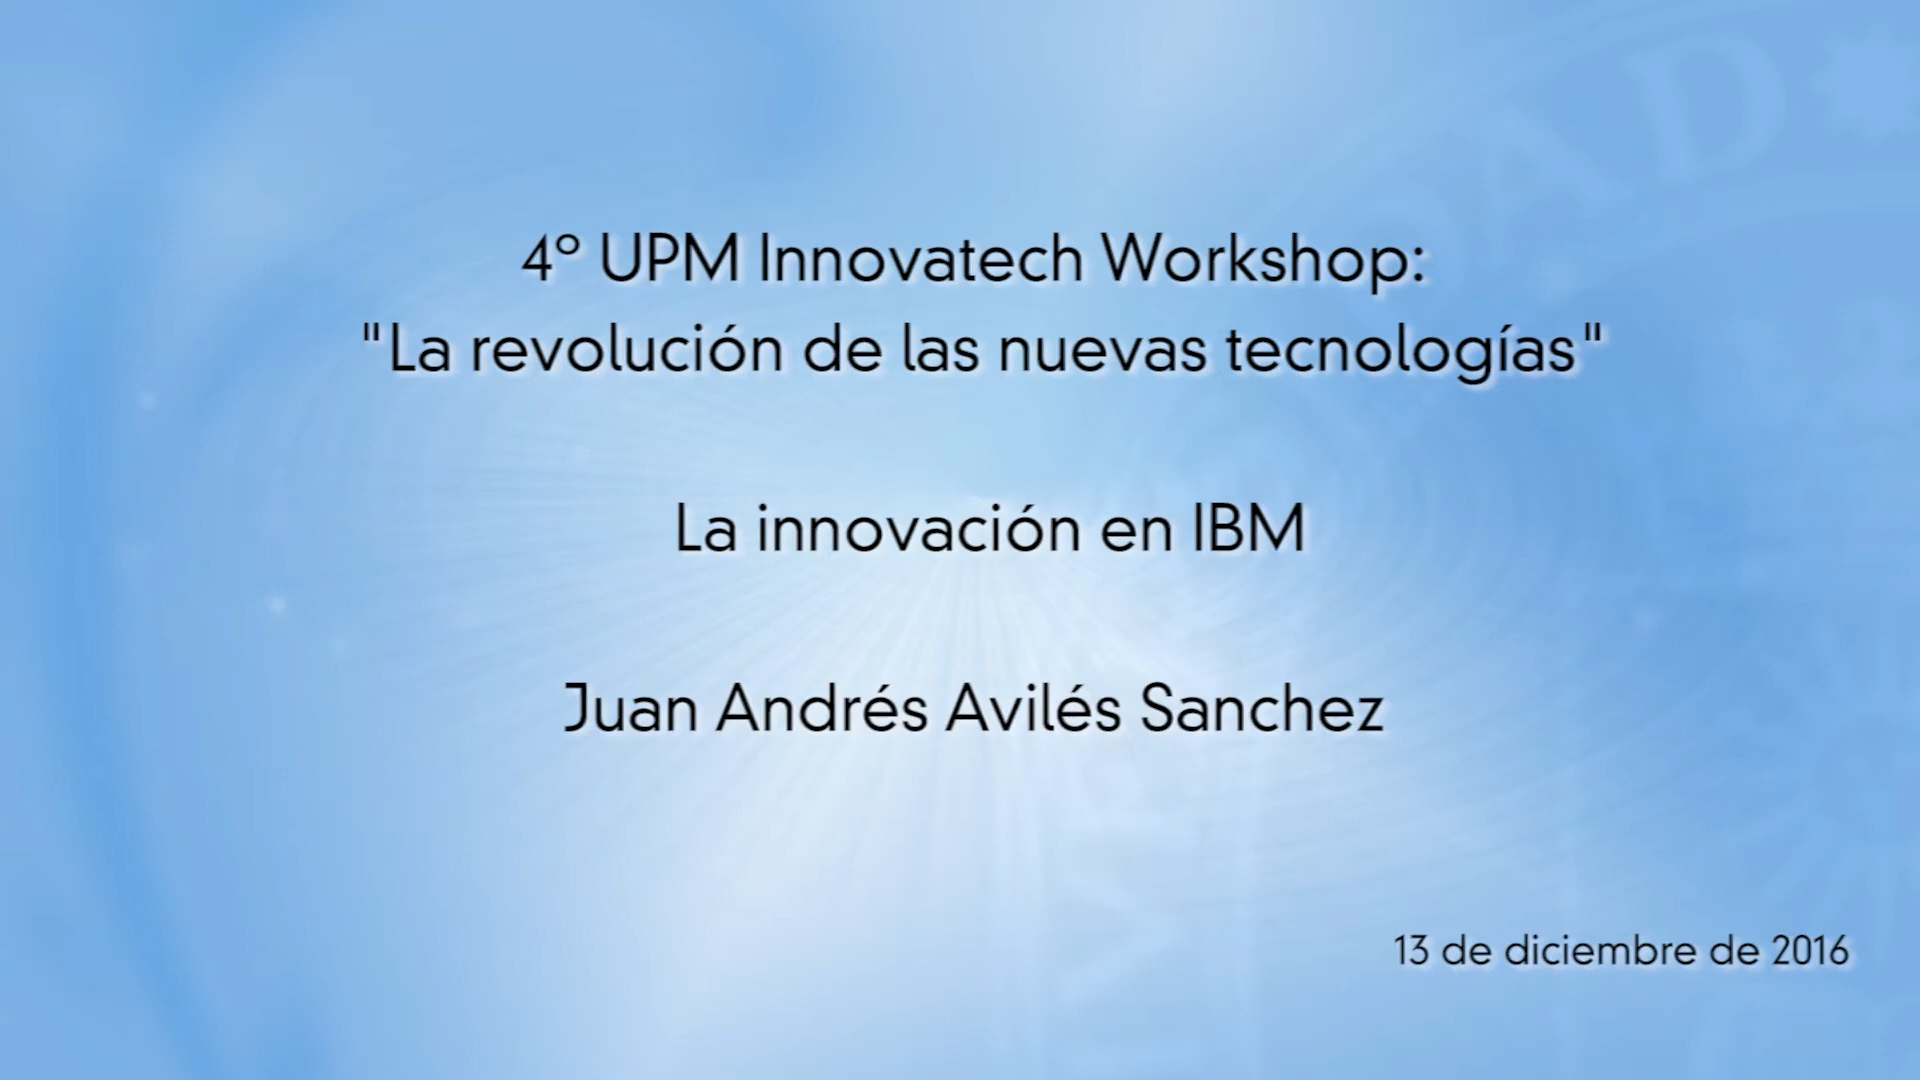 4º UPM Innovatech Workshop:
"La revolución de las nuevas tecnologías"
La innovación en IBM
Juan Andrés Avilés Sanchez
13 de diciembre de 2016